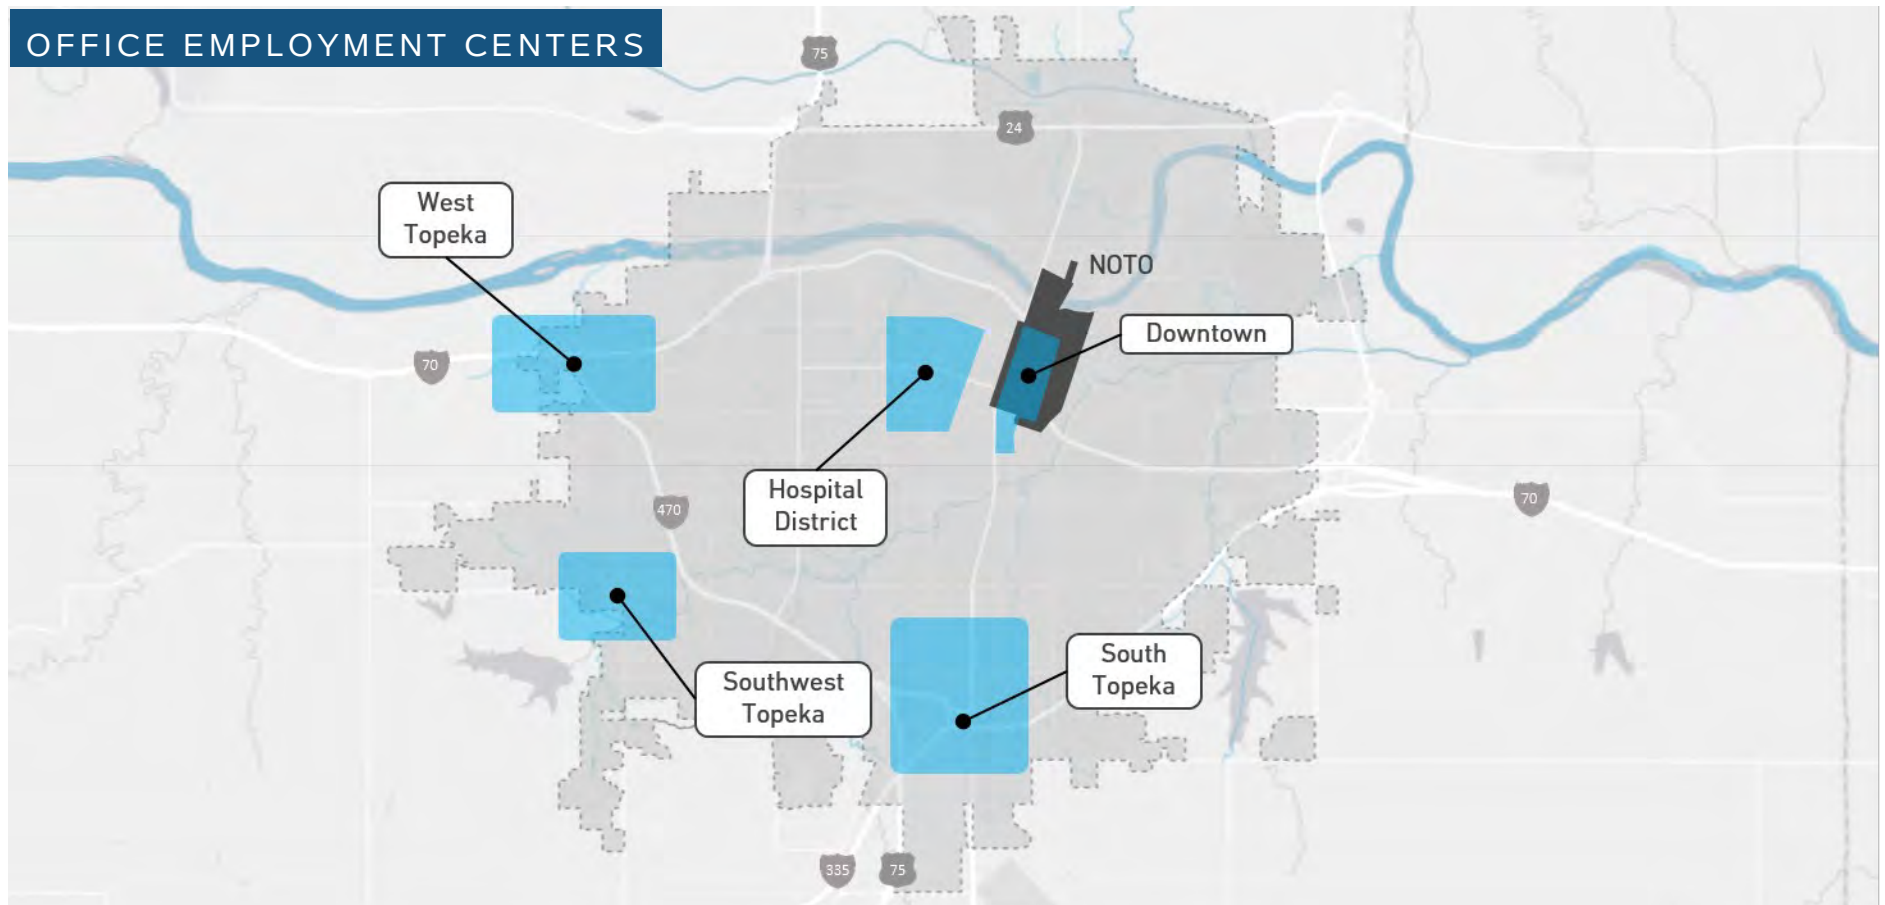 OFFICE EMPLOYMENT CENTERS
75
24
West
Topeka
NOTO
Downtown
70
Hospital
District
470
70
Southwest
Topeka
South
Topeka
335
75